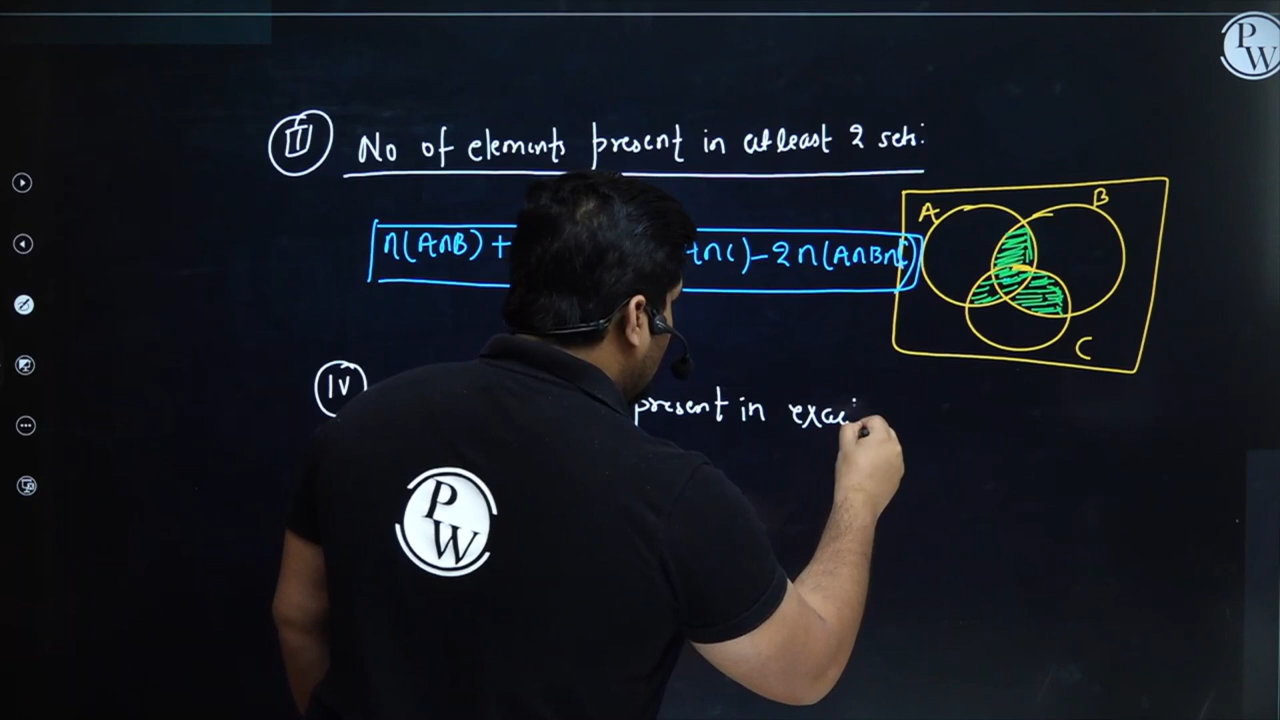 PW
III No of elements present in atleast 2 sets:
n(A∩B) + n C) - 2 n(A∩B∩C)
A B
C
IV present in exac
PW